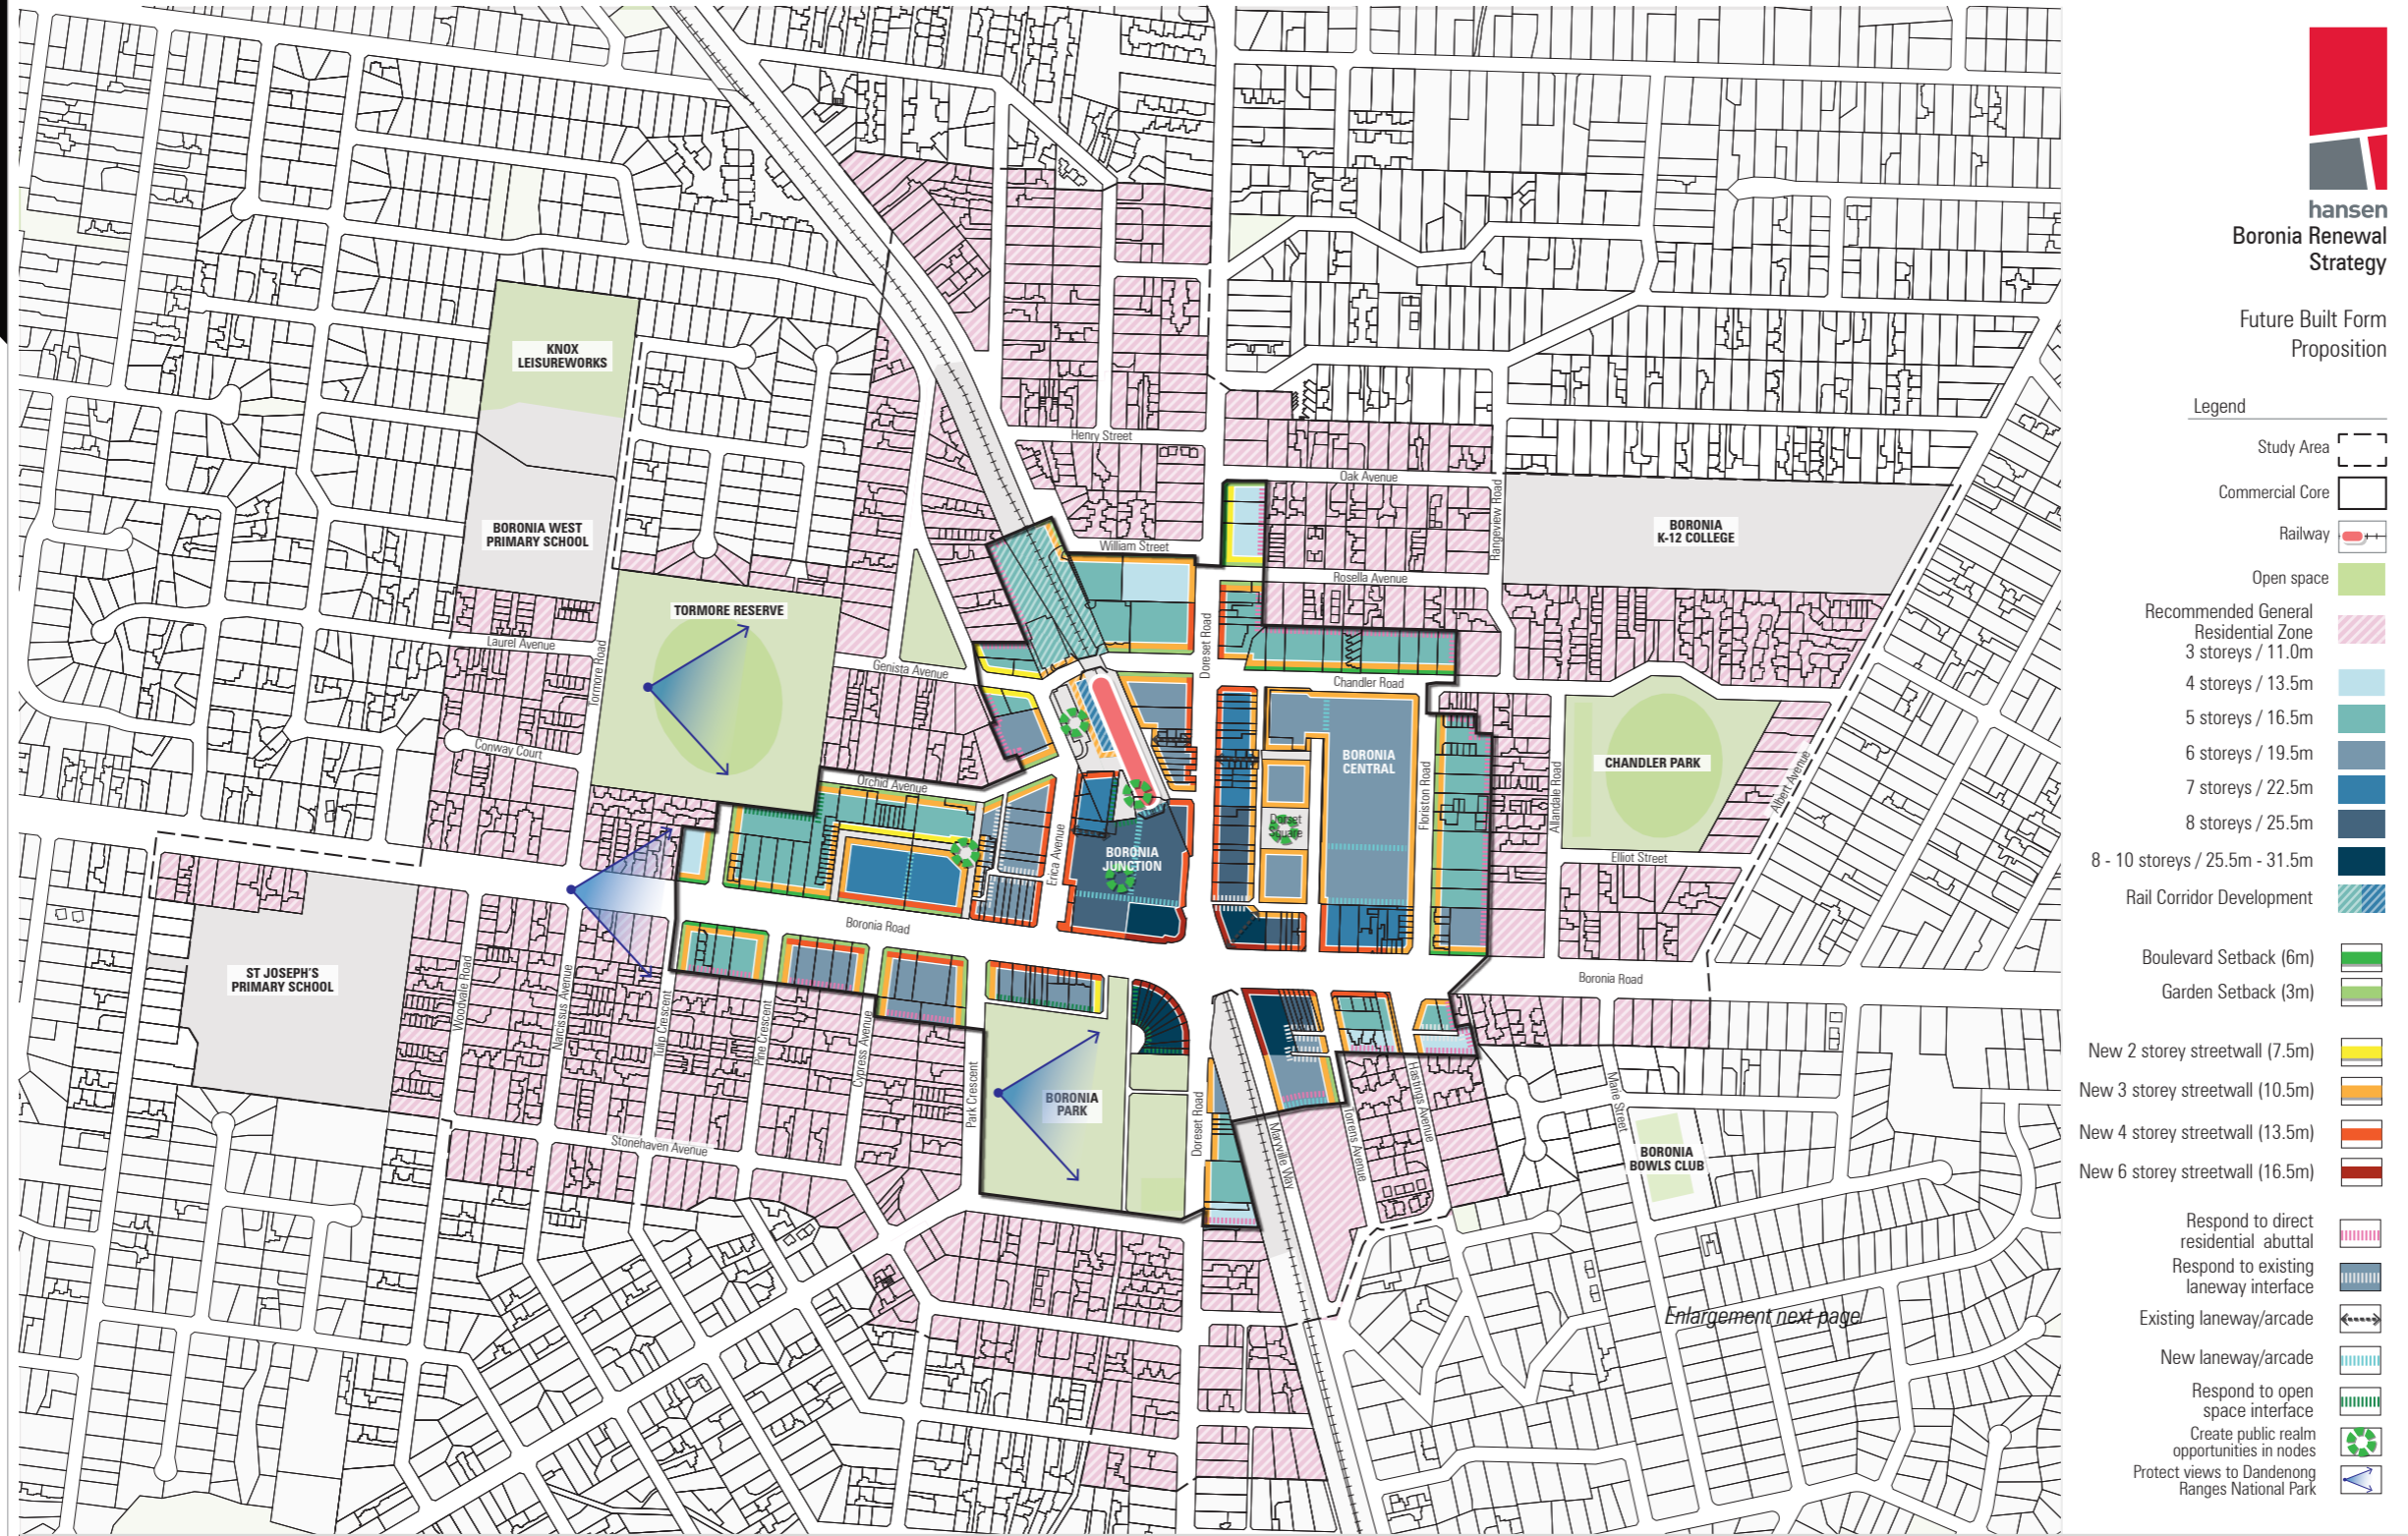 hansen
Boronia Renewal
Strategy
Future Built Form
Proposition
Legend
Study Area
Commercial Core
Railway
Open space
Recommended General
Residential Zone
3 storeys / 11.0m
4 storeys / 13.5m
5 storeys / 16.5m
6 storeys / 19.5m
7 storeys / 22.5m
8 storeys / 25.5m
8 - 10 storeys / 25.5m - 31.5m
Rail Corridor Development
Boulevard Setback (6m)
Garden Setback (3m)
New 2 storey streetwall (7.5m)
New 3 storey streetwall (10.5m)
New 4 storey streetwall (13.5m)
New 6 storey streetwall (16.5m)
Respond to direct
residential abuttal
Respond to existing
laneway interface
Existing laneway/arcade
New laneway/arcade
Respond to open
space interface
Create public realm
opportunities in nodes
Protect views to Dandenong
Ranges National Park
KNOX
LEISUREWORKS
Henry Street
Oak Avenue
Rangeview Road
BORONIA WEST
PRIMARY SCHOOL
BORONIA
K-12 COLLEGE
William Street
Rosella Avenue
TORMORE RESERVE
Laurel Avenue
Tormore Road
Genista Avenue
Doreset Road
Chandler Road
Conway Court
BORONIA
CENTRAL
CHANDLER PARK
Albert Avenue
Orchid Avenue
Floriston Road
Allandale Road
Dorset
Square
Erica Avenue
BORONIA
JUNCTION
Elliot Street
Boronia Road
Boronia Road
ST JOSEPH'S
PRIMARY SCHOOL
Woodvale Road
Narcissus Avenue
Tulip Crescent
Pine Crescent
Cypress Avenue
Park Crescent
BORONIA
PARK
Doreset Road
Maryville Way
Torrens Avenue
Hastings Avenue
Marie Street
BORONIA
BOWLS CLUB
Stonehaven Avenue
Enlargement next page